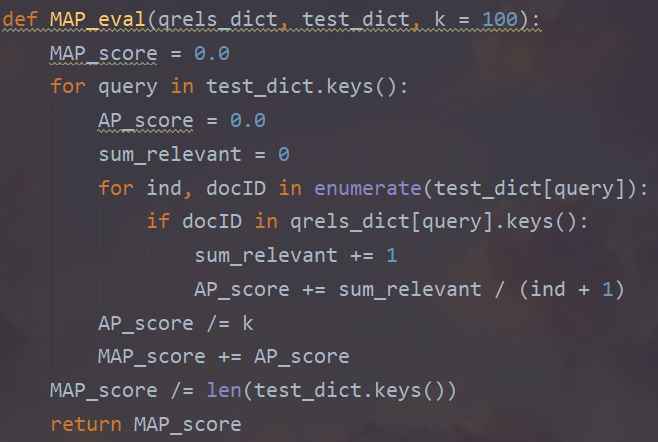 def MAP_eval(qrels_dict, test_dict, k = 100):
    MAP_score = 0.0
    for query in test_dict.keys():
        AP_score = 0.0
        sum_relevant = 0
        for ind, docID in enumerate(test_dict[query]):
            if docID in qrels_dict[query].keys():
                sum_relevant += 1
                AP_score += sum_relevant / (ind + 1)
        AP_score /= k
        MAP_score += AP_score
    MAP_score /= len(test_dict.keys())
    return MAP_score